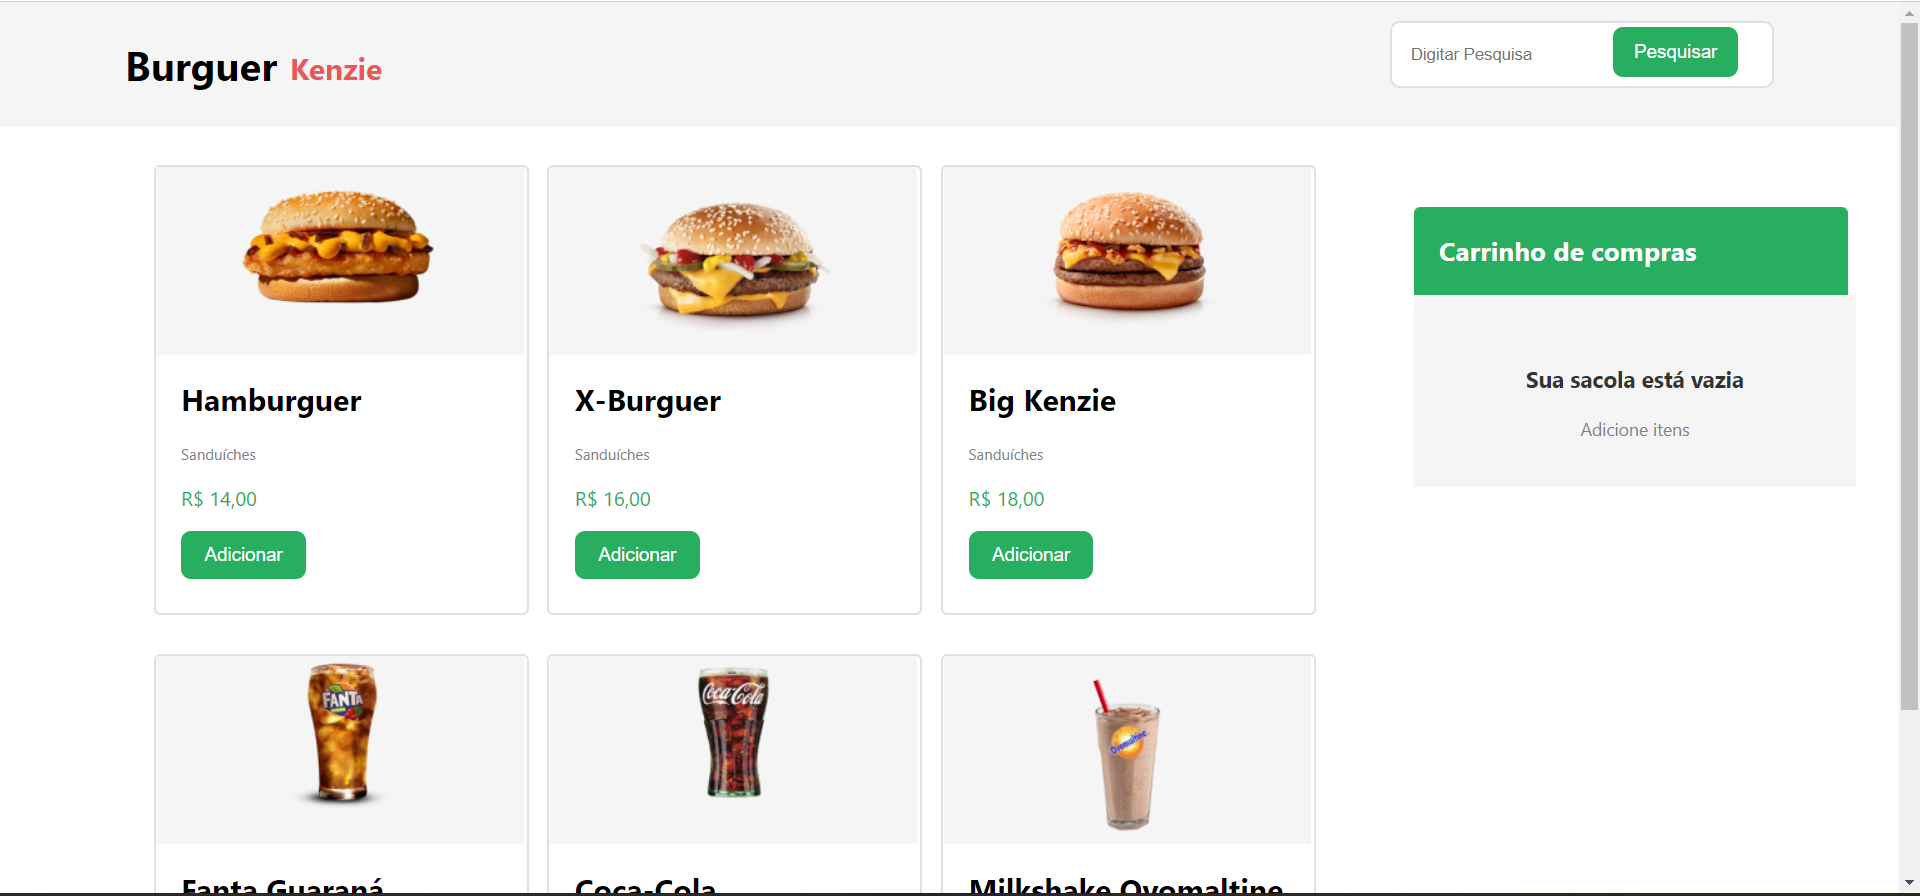 Burguer Kenzie
Digitar Pesquisa
Pesquisar
Hamburguer
Sanduíches
R$ 14,00
Adicionar
X-Burguer
Sanduíches
R$ 16,00
Adicionar
Big Kenzie
Sanduíches
R$ 18,00
Adicionar
Carrinho de compras
Sua sacola está vazia
Adicione itens
FANTA
Fanta Guaraná
Coca-Cola
Coca-Cola
Ovomaltine
Milkshake Ovomaltine